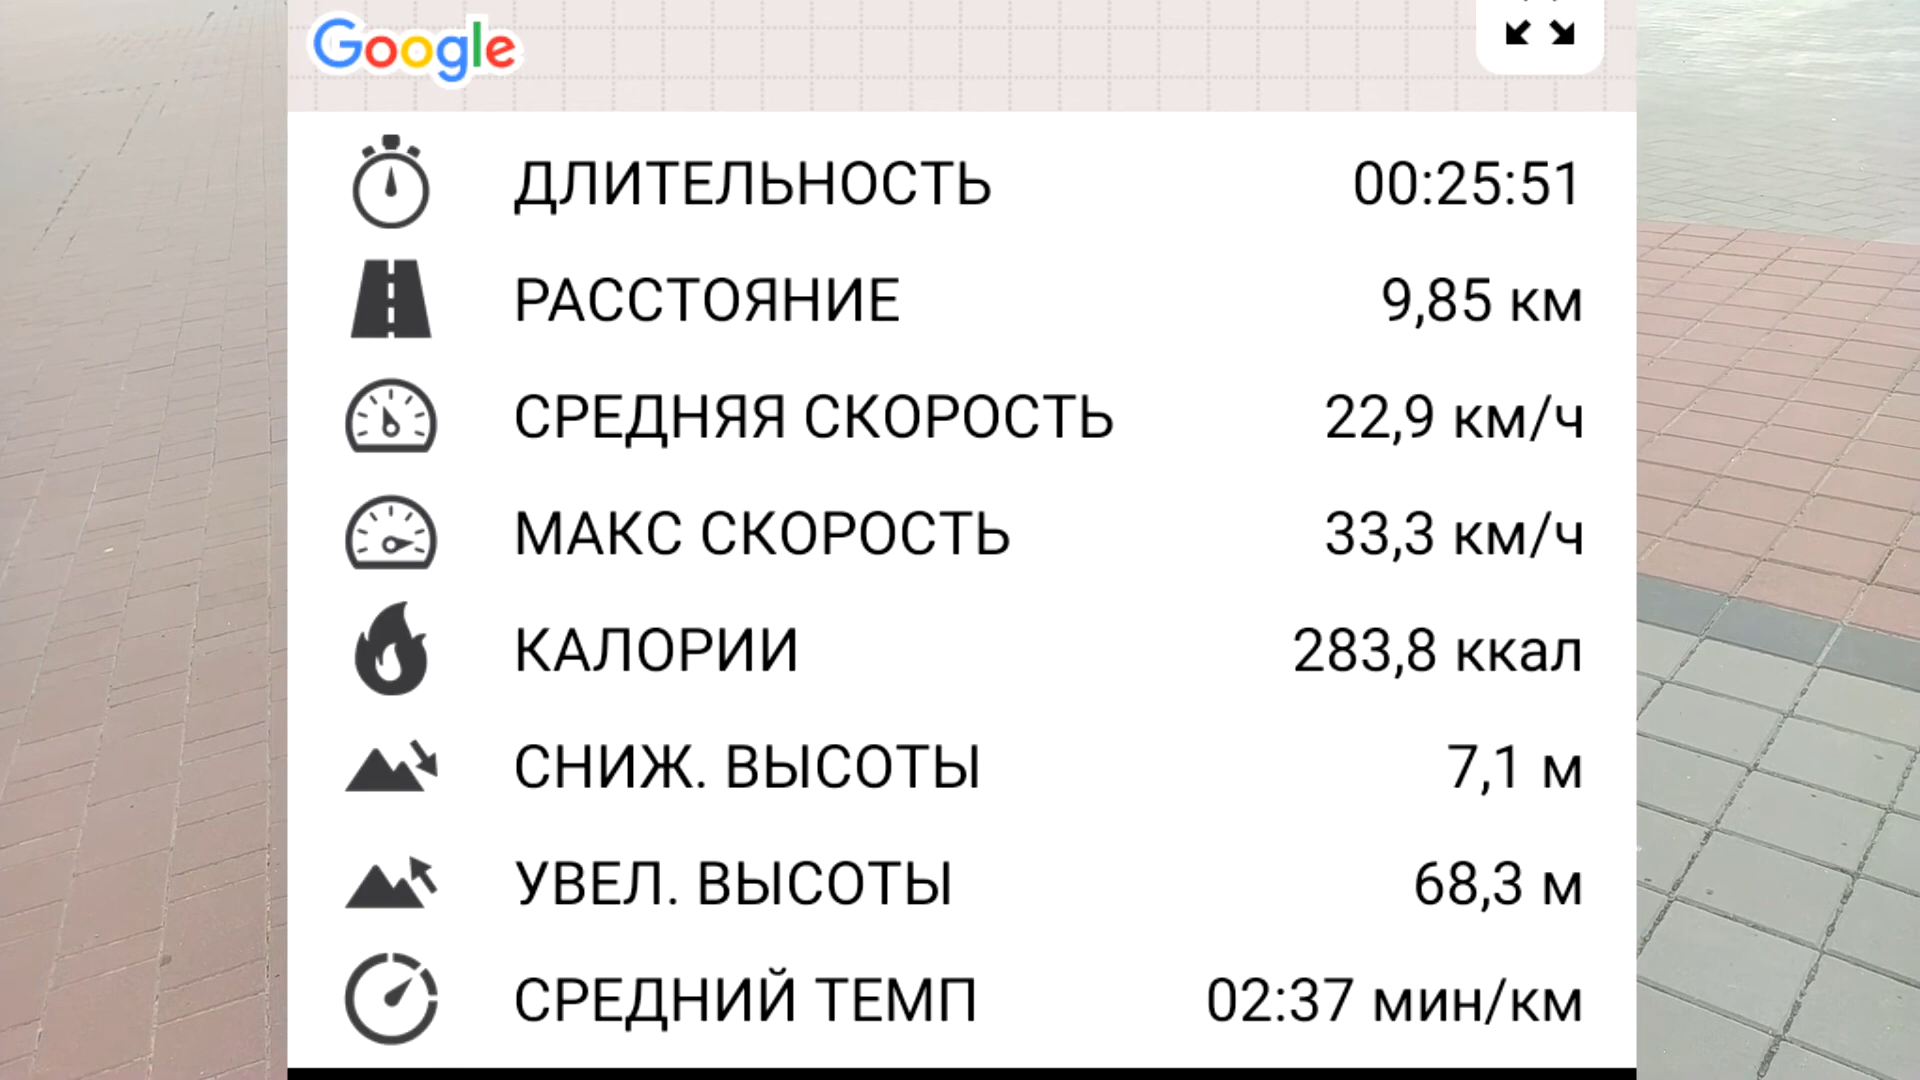 Google
ДЛИТЕЛЬНОСТЬ 00:25:51
РАССТОЯНИЕ 9,85 км
СРЕДНЯЯ СКОРОСТЬ 22,9 км/ч
МАКС СКОРОСТЬ 33,3 км/ч
КАЛОРИИ 283,8 ккал
СНИЖ. ВЫСОТЫ 7,1 м
УВЕЛ. ВЫСОТЫ 68,3 м
СРЕДНИЙ ТЕМП 02:37 мин/км